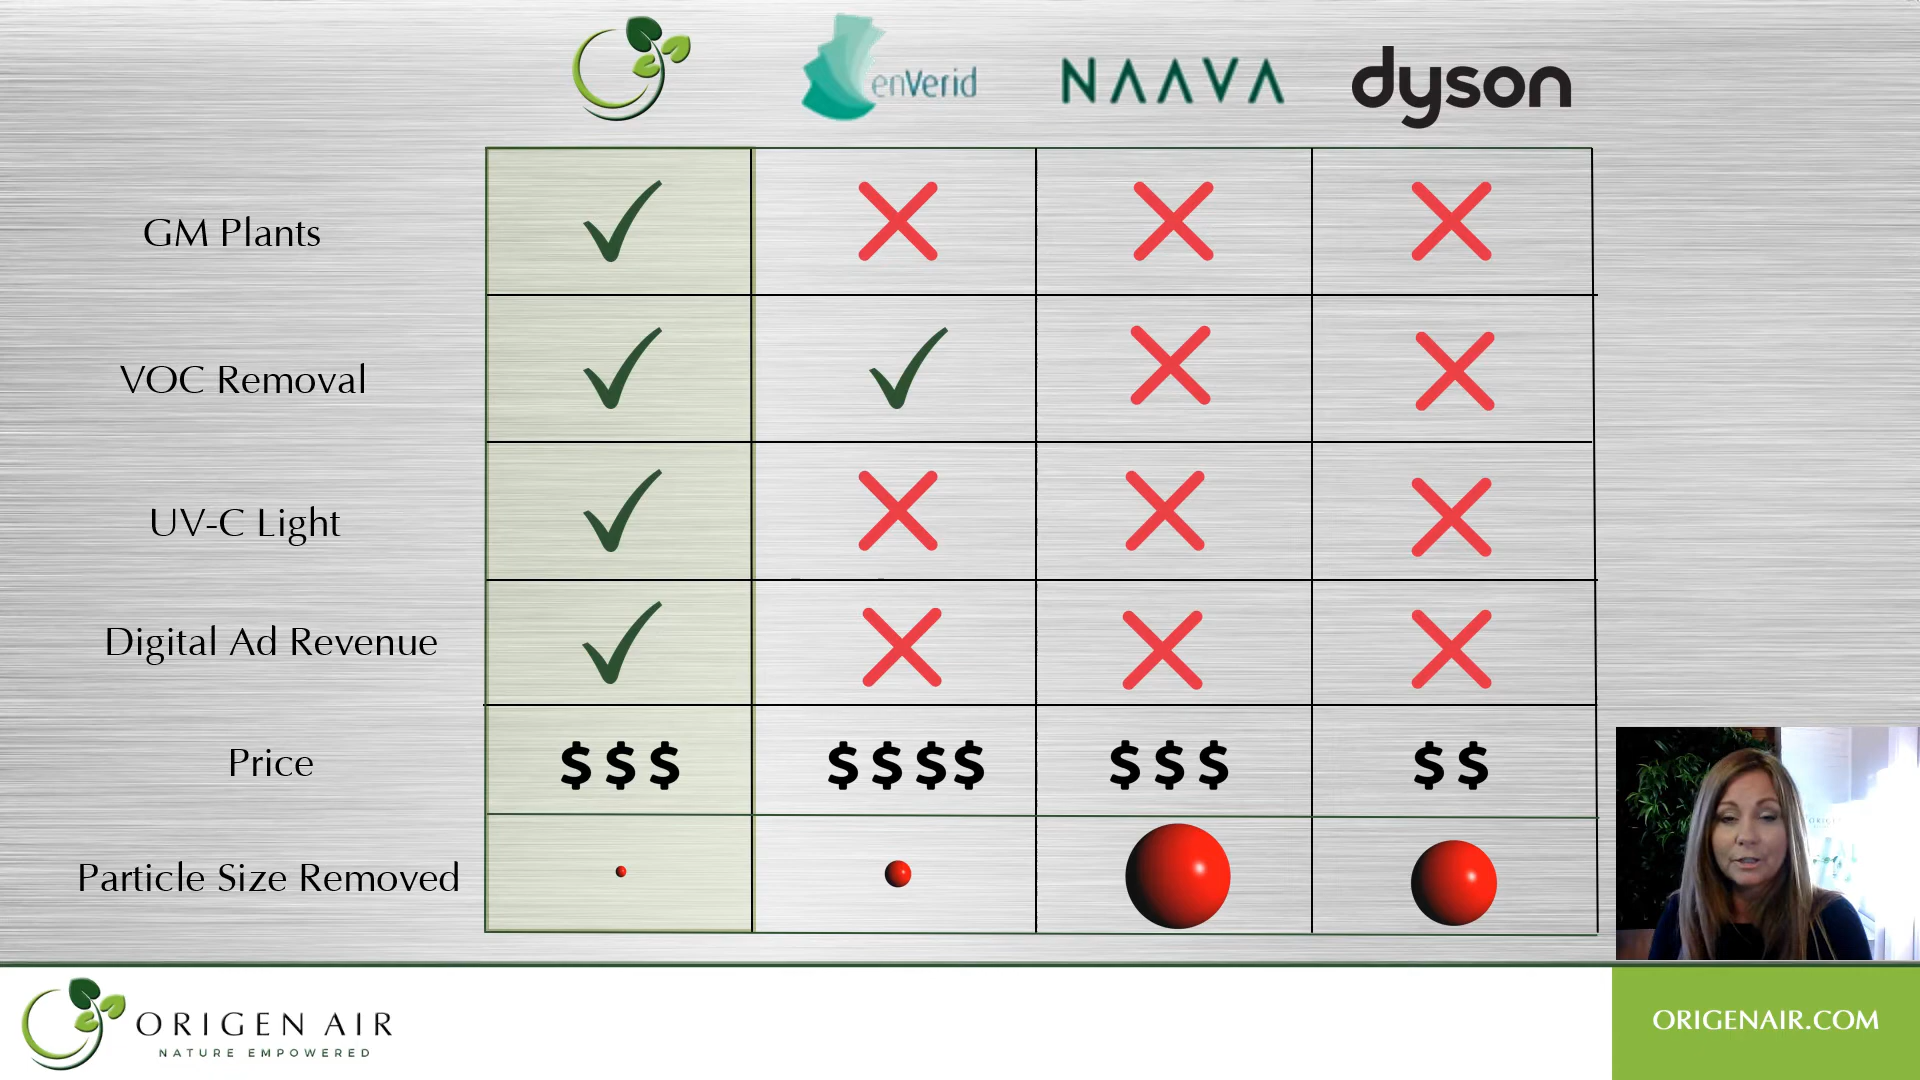 enVerid
NAAVA
dyson
GM Plants
VOC Removal
UV-C Light
Digital Ad Revenue
Price $$$ $$$$ $$$ $$
Particle Size Removed
ORIGEN AIR
NATURE EMPOWERED
ORIGENAIR.COM